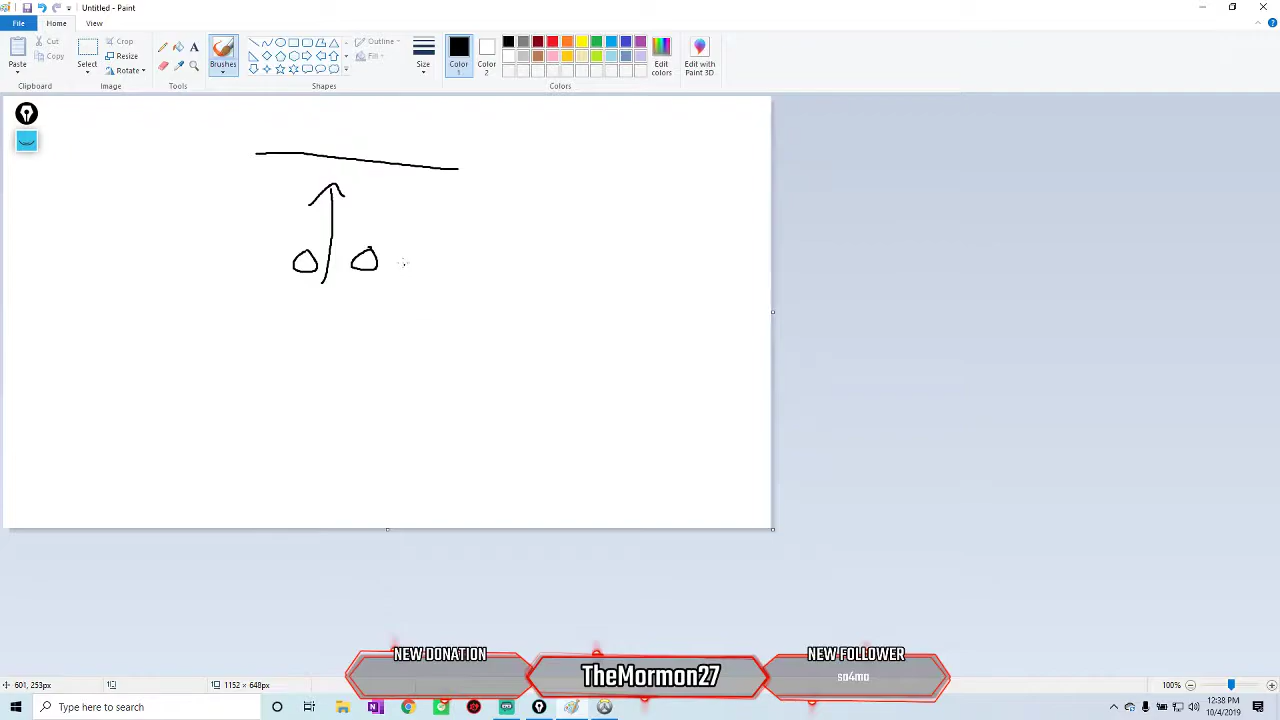 Untitled - Paint
File
Home
View
Paste
Cut
Copy
Clipboard
Select
Crop
Resize
Rotate
Image
A
Tools
Brushes
Outline
Fill
Shapes
Size
Color
1
Color
2
Edit
colors
Edit with
Paint 3D
Colors
NEW DONATION
TheMormon27
NEW FOLLOWER
sa4ma
601, 253px
1152 × 648px
100%
Type here to search
12:38 PM
10/4/2019